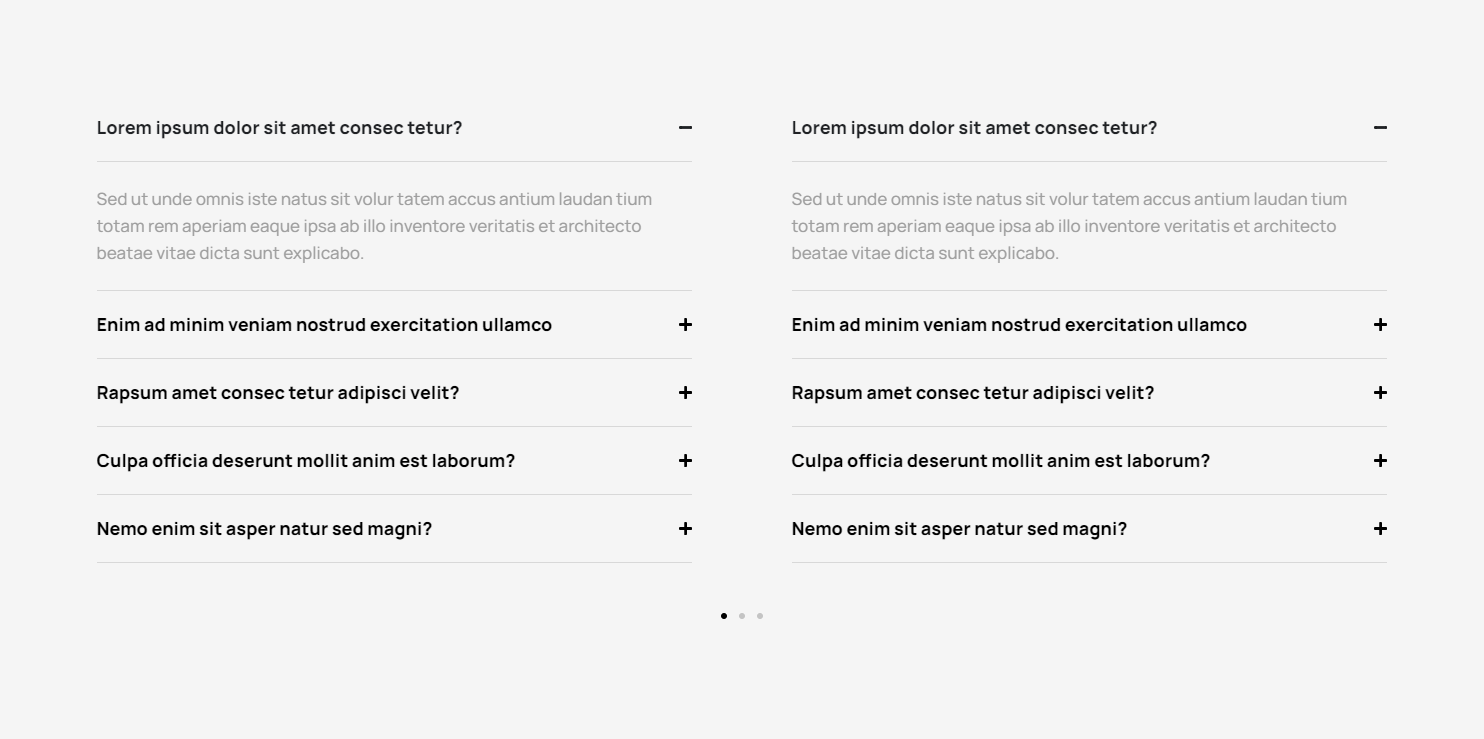 Lorem ipsum dolor sit amet consec tetur?
Sed ut unde omnis iste natus sit volur tatem accus antium laudan tium
totam rem aperiam eaque ipsa ab illo inventore veritatis et architecto
beatae vitae dicta sunt explicabo.
Enim ad minim veniam nostrud exercitation ullamco
Rapsum amet consec tetur adipisci velit?
Culpa officia deserunt mollit anim est laborum?
Nemo enim sit asper natur sed magni?
Lorem ipsum dolor sit amet consec tetur?
Sed ut unde omnis iste natus sit volur tatem accus antium laudan tium
totam rem aperiam eaque ipsa ab illo inventore veritatis et architecto
beatae vitae dicta sunt explicabo.
Enim ad minim veniam nostrud exercitation ullamco
Rapsum amet consec tetur adipisci velit?
Culpa officia deserunt mollit anim est laborum?
Nemo enim sit asper natur sed magni?